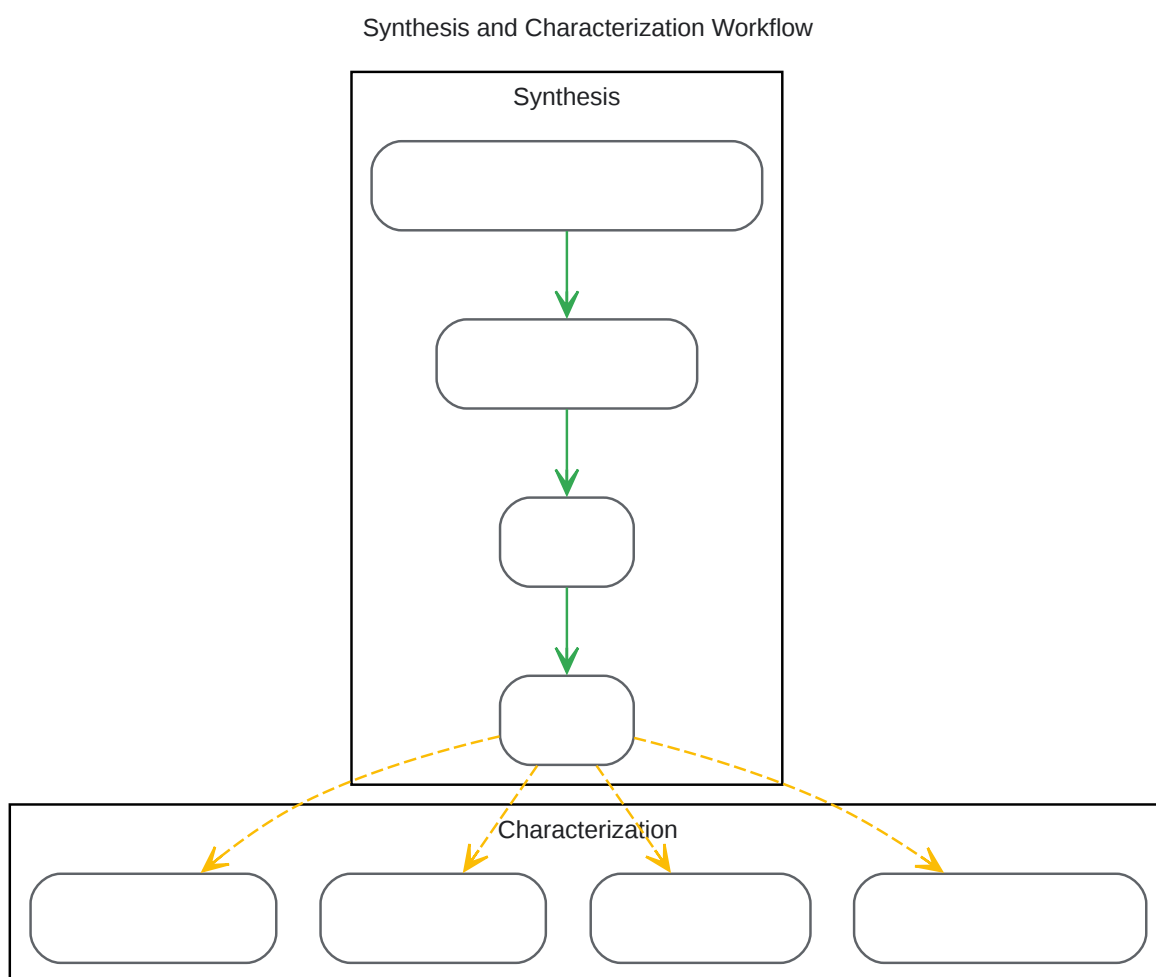 Synthesis and Characterization Workflow
Synthesis
Characterization